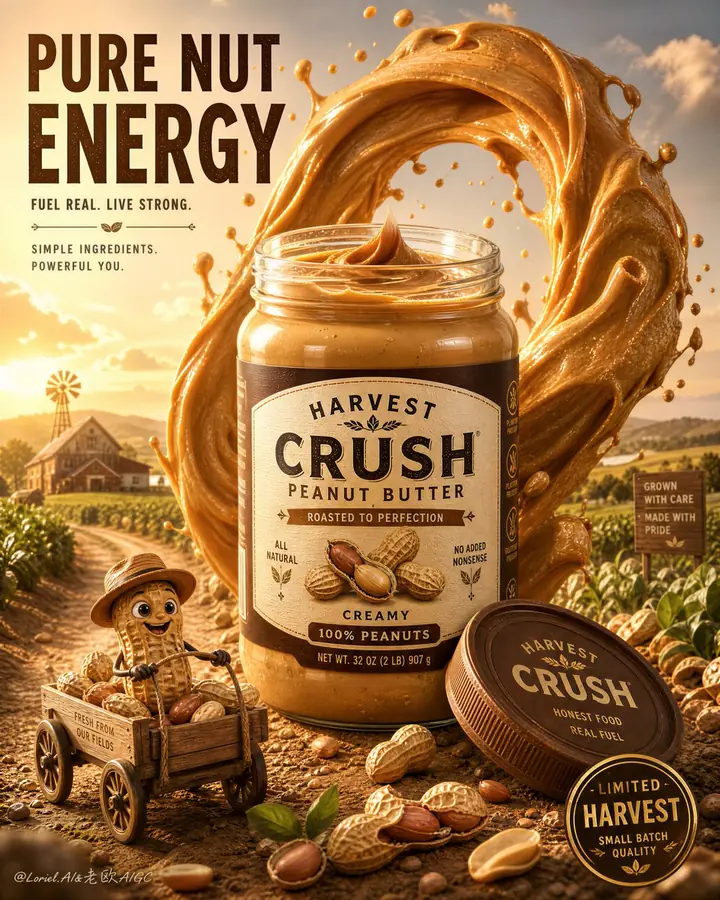 PURE NUT
ENERGY
FUEL REAL. LIVE STRONG.
SIMPLE INGREDIENTS.
POWERFUL YOU.
HARVEST
CRUSH®
PEANUT BUTTER
ROASTED TO PERFECTION
ALL
NATURAL
NO ADDED
NONSENSE
CREAMY
100% PEANUTS
NET WT. 32 OZ (2 LB) 907 g
GROWN
WITH CARE
MADE WITH
PRIDE
FRESH FROM
OUR FIELDS
HARVEST
CRUSH
HONEST FOOD
REAL FUEL
LIMITED
HARVEST
SMALL BATCH
QUALITY
@Loriel.AI&老欧AIGC